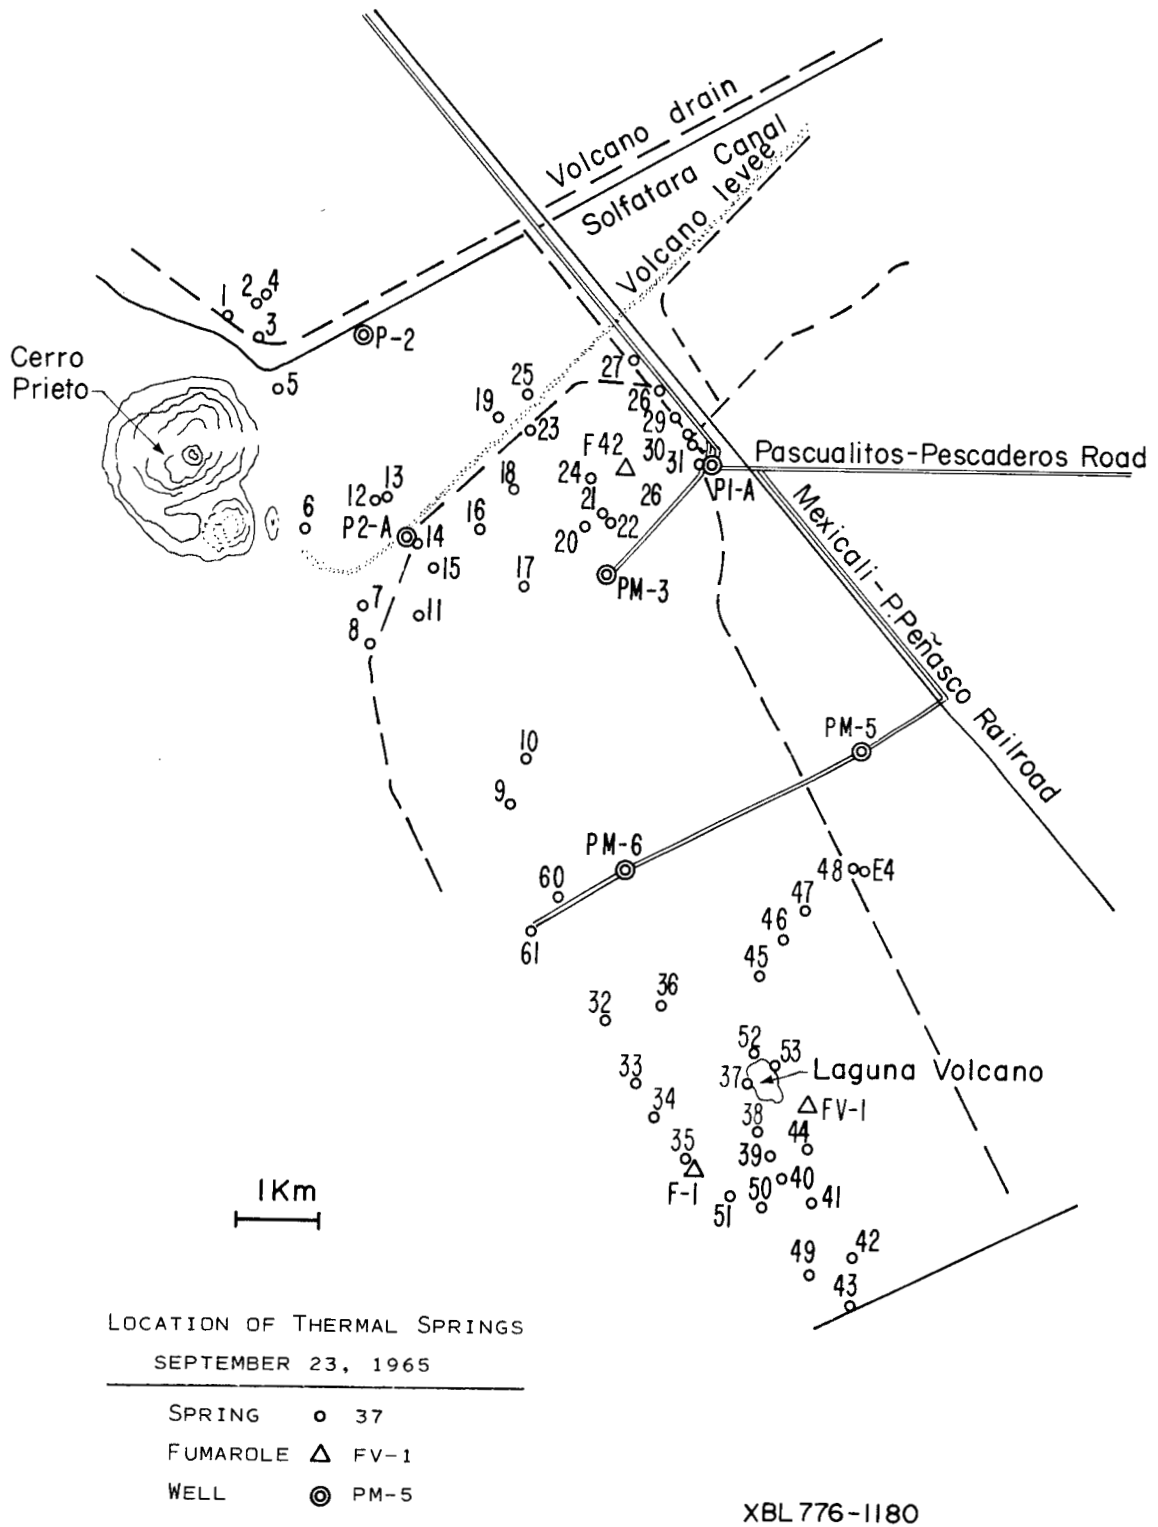 Volcano drain
Solfatara Canal
Volcano levee
1
2
4
3
5
P-2
Cerro
Prieto
27
26
25
19
29
23
30
F42
31
Pascualitos-Pescaderos Road
P1-A
24
18
26
13
12
6
21
22
16
20
P2-A
14
15
17
PM-3
Mexicali-P.Peñasco Railroad
7
11
8
PM-5
10
9
PM-6
60
61
48
E4
47
46
45
36
32
52
53
37
Laguna Volcano
33
FV-1
34
38
44
35
39
F-1
40
50
41
51
1Km
49
42
43
LOCATION OF THERMAL SPRINGS
SEPTEMBER 23, 1965
SPRING 37
FUMAROLE FV-1
WELL PM-5
XBL 776-1180